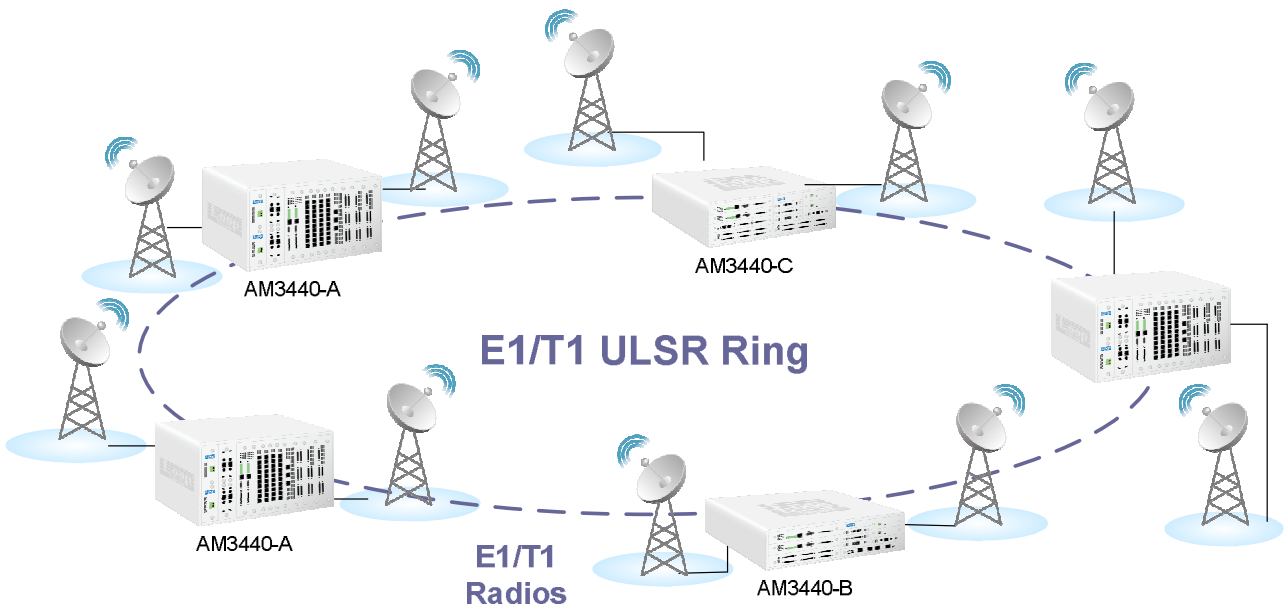 AM3440-C
AM3440-A
E1/T1 ULSR Ring
AM3440-A
E1/T1
Radios
AM3440-B